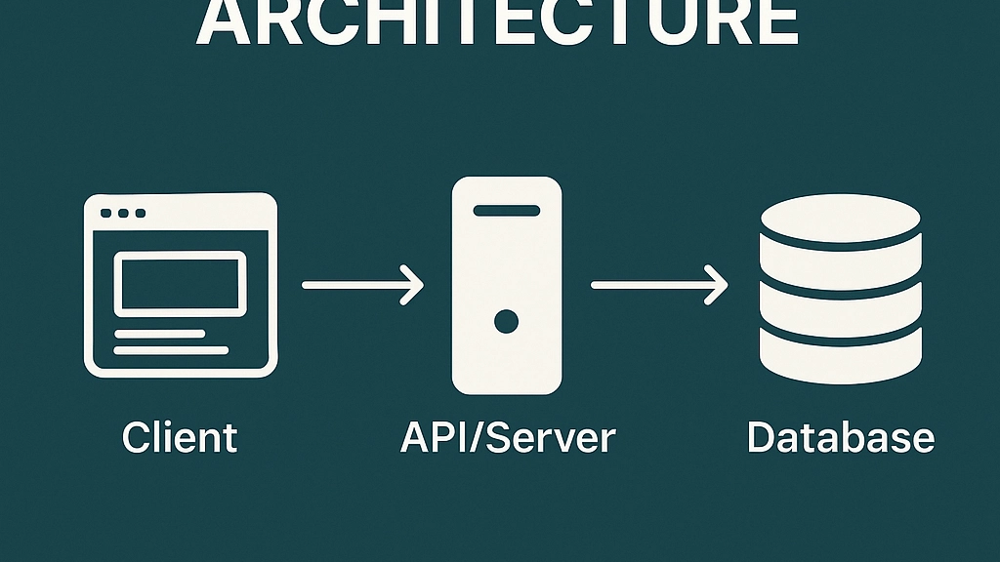 ARCHITECTURE
Client
API/Server
Database